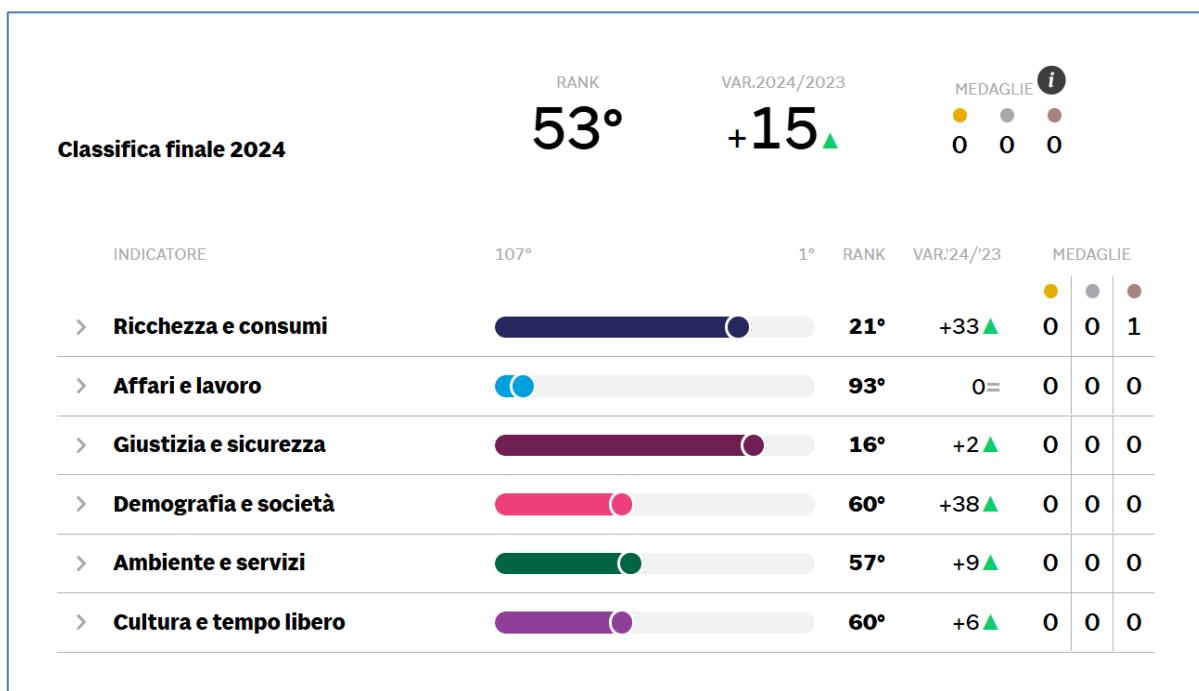 RANK VAR.2024/2023 MEDAGLIE i
Classifica finale 2024 53° +15 0 0 0
INDICATORE 107° 1° RANK VAR.'24/'23 MEDAGLIE
Ricchezza e consumi 21° +33 0 0 1
Affari e lavoro 93° 0= 0 0 0
Giustizia e sicurezza 16° +2 0 0 0
Demografia e società 60° +38 0 0 0
Ambiente e servizi 57° +9 0 0 0
Cultura e tempo libero 60° +6 0 0 0